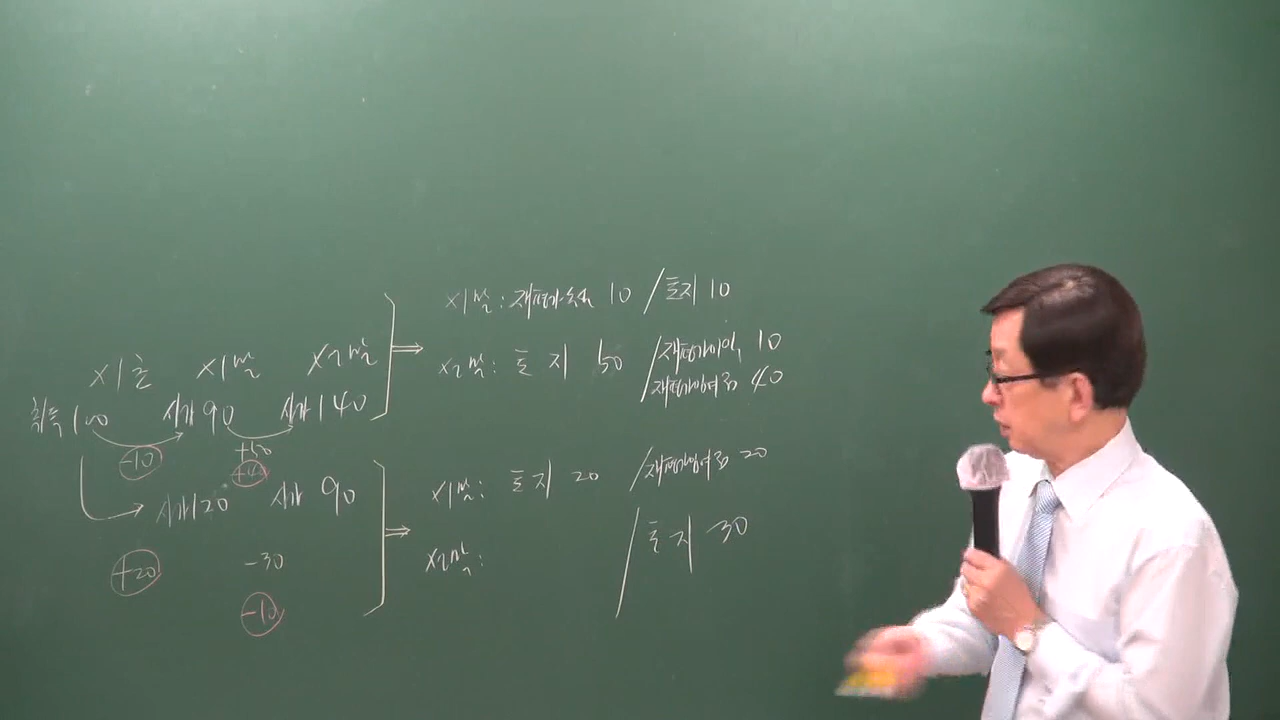 X1초 X1말 X2말
취득 100 시가 90 시가 140
-10 +50
+40
시가 120 시가 90
+20 -30
-10
X1말: 재평가손실 10 / 토지 10
X2말: 토지 50 / 재평가이익 10
재평가잉여금 40
X1말: 토지 20 / 재평가잉여금 20
X2말: / 토지 30